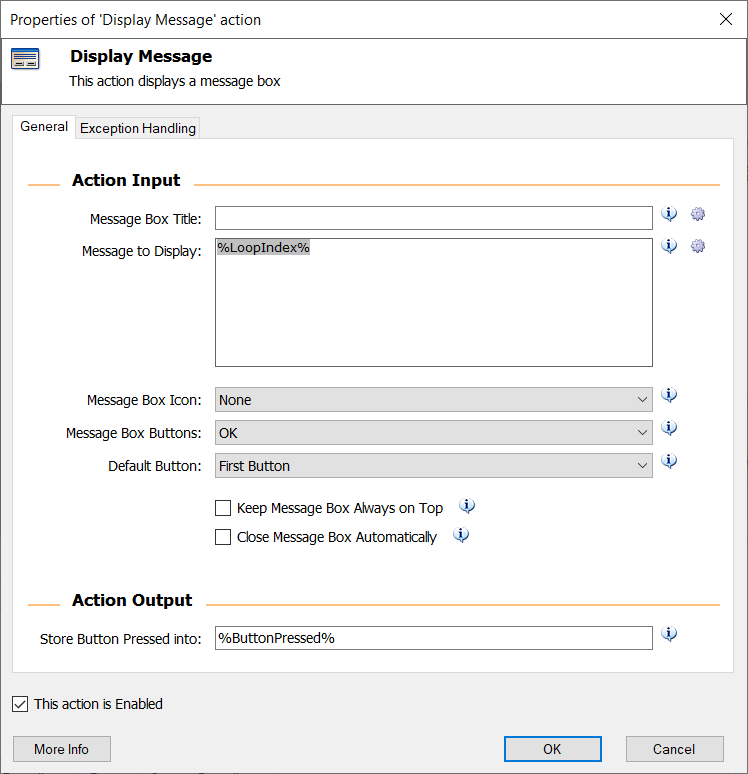 Properties of 'Display Message' action
Display Message
This action displays a message box
General
Exception Handling
Action Input
Message Box Title:
Message to Display:
%LoopIndex%
Message Box Icon:
None
Message Box Buttons:
OK
Default Button:
First Button
Keep Message Box Always on Top
Close Message Box Automatically
Action Output
Store Button Pressed into:
%ButtonPressed%
This action is Enabled
More Info
OK
Cancel